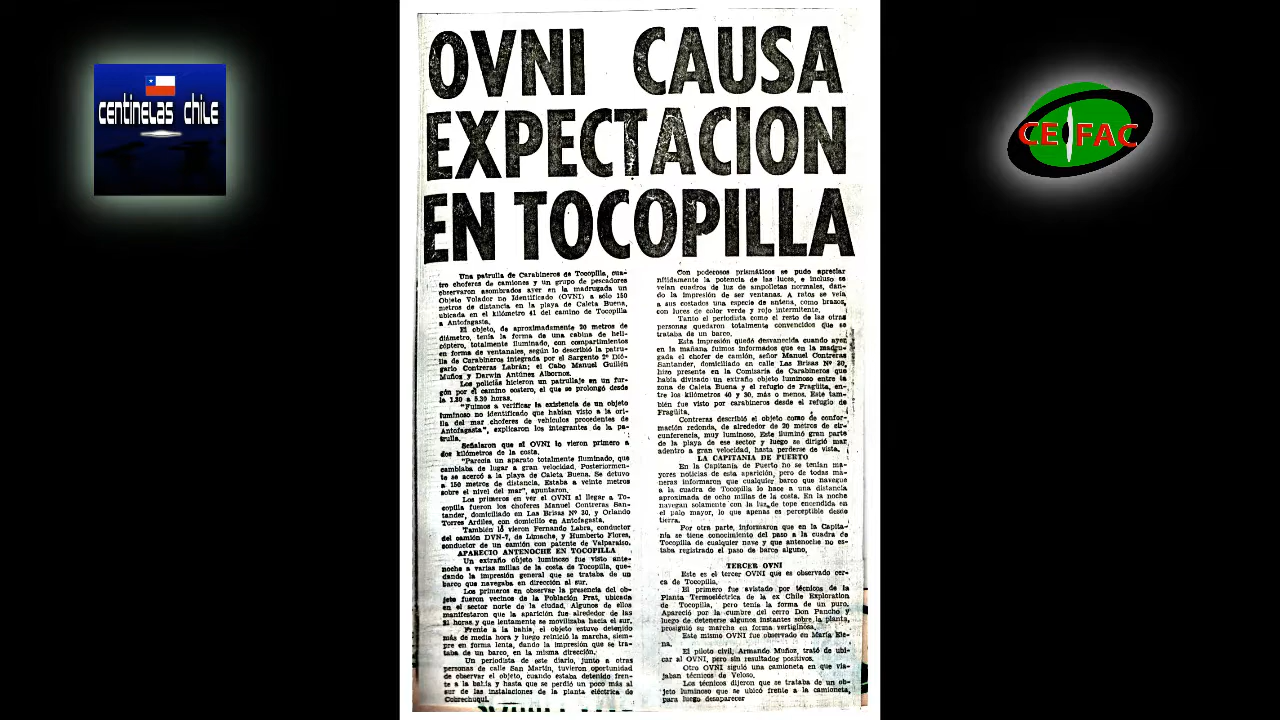 OVNI CAUSA
EXPECTACION
EN TOCOPILLA
centinelas chile
CEIFAC
Una patrulla de Carabineros de Tocopilla, cua-
tro choferes de camiones y un grupo de pescadores
observaron asombrados ayer en la madrugada un
Objeto Volador no Identificado (OVNI) a sólo 150
metros de distancia en la playa de Caleta Buena,
ubicada en el kilómetro 41 del camino de Tocopilla
a Antofagasta.
El objeto, de aproximadamente 20 metros de
diámetro, tenía la forma de una cabina de heli-
cóptero, totalmente iluminado, con compartimientos
en forma de ventanales, según lo describió la patru-
lla de Carabineros integrada por el Sargento 2º Dió-
gario Contreras Labrán; el Cabo Manuel Guillén
Muñoz y Darwin Antúnez Albornos.
Los policías hicieron un patrullaje en un fur-
gón por el camino costero, el que se prolongó desde
la 1.20 a 5.30 horas.
"Fuimos a verificar la existencia de un objeto
luminoso no identificado que habían visto a la ori-
lla del mar choferes de vehículos procedentes de
Antofagasta", explicaron los integrantes de la pa-
trulla.
Señalaron que al OVNI lo vieron primero a
dos kilómetros de la costa.
"Parecía un aparato totalmente iluminado, que
cambiaba de lugar a gran velocidad. Posteriormen-
te se acercó a la playa de Caleta Buena. Se detuvo
a 150 metros de distancia. Estaba a veinte metros
sobre el nivel del mar", apuntaron.
Los primeros en ver el OVNI al llegar a To-
copilla fueron los choferes Manuel Contreras San-
tander, domiciliado en Las Brisas Nº 30, y Orlando
Torres Ardiles, con domicilio en Antofagasta.
También lo vieron Fernando Labra, conductor
del camión DVN-7, de Limache, y Humberto Flores,
conductor de un camión con patente de Valparaíso.
APARECIO ANTENOCHE EN TOCOPILLA
Un extraño objeto luminoso fue visto ante-
noche a varias millas de la costa de Tocopilla, que-
dando la impresión general que se trataba de un
barco que navegaba en dirección al sur.
Los primeros en observar la presencia del ob-
jeto fueron vecinos de la Población Prat, ubicada
en el sector norte de la ciudad. Algunos de ellos
manifestaron que la aparición fue alrededor de las
21 horas y que lentamente se movilizaba hacia el sur.
Frente a la bahía, el objeto estuvo detenido
más de media hora y luego reinició la marcha, siem-
pre en forma lenta, dando la impresión que se tra-
taba de un barco, en la misma dirección.
Un periodista de este diario, junto a otras
personas de calle San Martín, tuvieron oportunidad
de observar el objeto, cuando estaba detenido fren-
te a la bahía y hasta que se perdió un poco más al
sur de las instalaciones de la planta eléctrica de
Cobrechuqui.
Con poderosos prismáticos se pudo apreciar
nítidamente la potencia de las luces, e incluso se
veían cuadros de luz de ampolletas normales, dan-
do la impresión de ser ventanas. A ratos se veía
a sus costados una especie de antena, como brazos,
con luces de color verde y rojo intermitente.
Tanto el periodista como el resto de las otras
personas quedaron totalmente convencidos que se
trataba de un barco.
Esta impresión quedó desvanecida cuando ayer
en la mañana fuimos informados que en la madru-
gada el chofer de camión, señor Manuel Contreras
Santander, domiciliado en calle Las Brisas Nº 30,
hizo presente en la Comisaría de Carabineros que
había divisado un extraño objeto luminoso entre la
zona de Caleta Buena y el refugio de Fragüita, en-
tre los kilómetros 40 y 30, más o menos. Este tam-
bién fue visto por carabineros desde el refugio de
Fragüita.
Contreras describió el objeto como de confor-
mación redonda, de alrededor de 20 metros de cir-
cunferencia, muy luminoso. Este iluminó gran parte
de la playa de ese sector y luego se dirigió mar
adentro a gran velocidad, hasta perderse de vista.
LA CAPITANIA DE PUERTO
En la Capitanía de Puerto no se tenían ma-
yores noticias de esta aparición, pero de todas ma-
neras informaron que cualquier barco que navegue
a la cuadra de Tocopilla lo hace a una distancia
aproximada de ocho millas de la costa. En la noche
navegan solamente con la luz de tope encendida en
el palo mayor, lo que apenas es perceptible desde
tierra.
Por otra parte, informaron que en la Capita-
nía se tiene conocimiento del paso a la cuadra de
Tocopilla de cualquier nave y que antenoche no es-
taba registrado el paso de barco alguno.
TERCER OVNI
Este es el tercer OVNI que es observado cer-
ca de Tocopilla.
El primero fue avistado por técnicos de la
Planta Termoeléctrica de la ex Chile Exploration
de Tocopilla, pero tenía la forma de un puro.
Apareció por la cumbre del cerro Don Pancho y
luego de detenerse algunos instantes sobre la planta,
prosiguió su marcha en forma vertiginosa.
Este mismo OVNI fue observado en María Ele-
na.
El piloto civil, Armando Muñoz, trató de ubi-
car al OVNI, pero sin resultados positivos.
Otro OVNI siguió una camioneta en que via-
jaban técnicos de Veloso.
Los técnicos dijeron que se trataba de un ob-
jeto luminoso que se ubicó frente a la camioneta,
para luego desaparecer